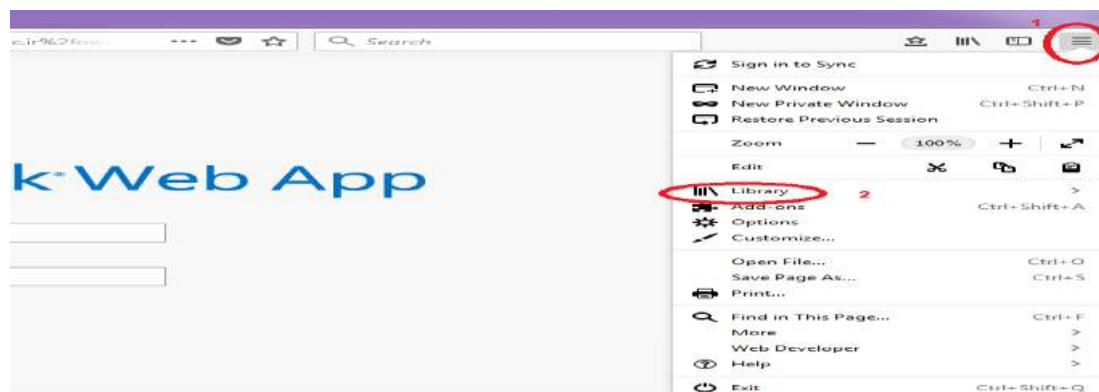 1
Search
Sign in to Sync
New Window Ctrl+N
New Private Window Ctrl+Shift+P
Restore Previous Session
Zoom — 100% +
Edit
k Web App
Library > 2
Add-ons Ctrl+Shift+A
Options
Customize...
Open File... Ctrl+O
Save Page As... Ctrl+S
Print...
Find in This Page... Ctrl+F
More >
Web Developer >
Help >
Exit Ctrl+Shift+Q